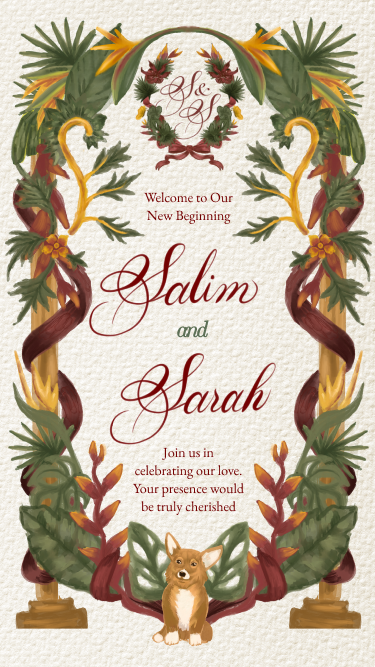 S&
S
Welcome to Our
New Beginning
Salim
and
Sarah
Join us in
celebrating our love.
Your presence would
be truly cherished